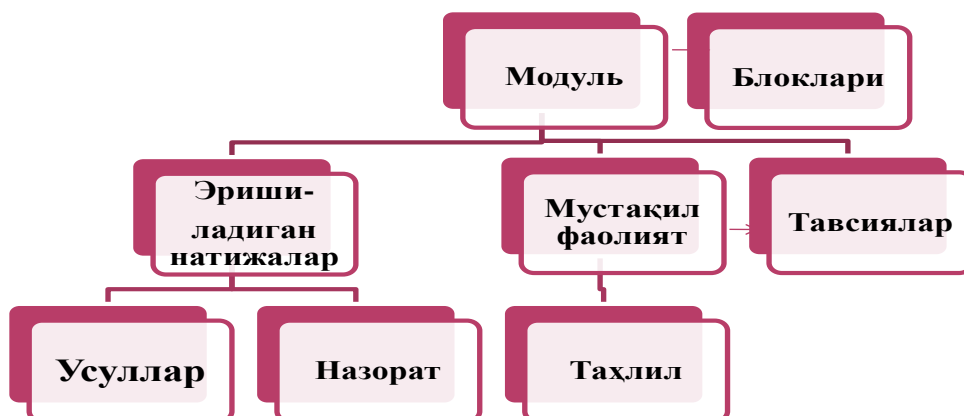 Модуль
Блоклари
Эриши-
ладиган
натижалар
Мустақил
фаолият
Тавсиялар
Усуллар
Назорат
Таҳлил